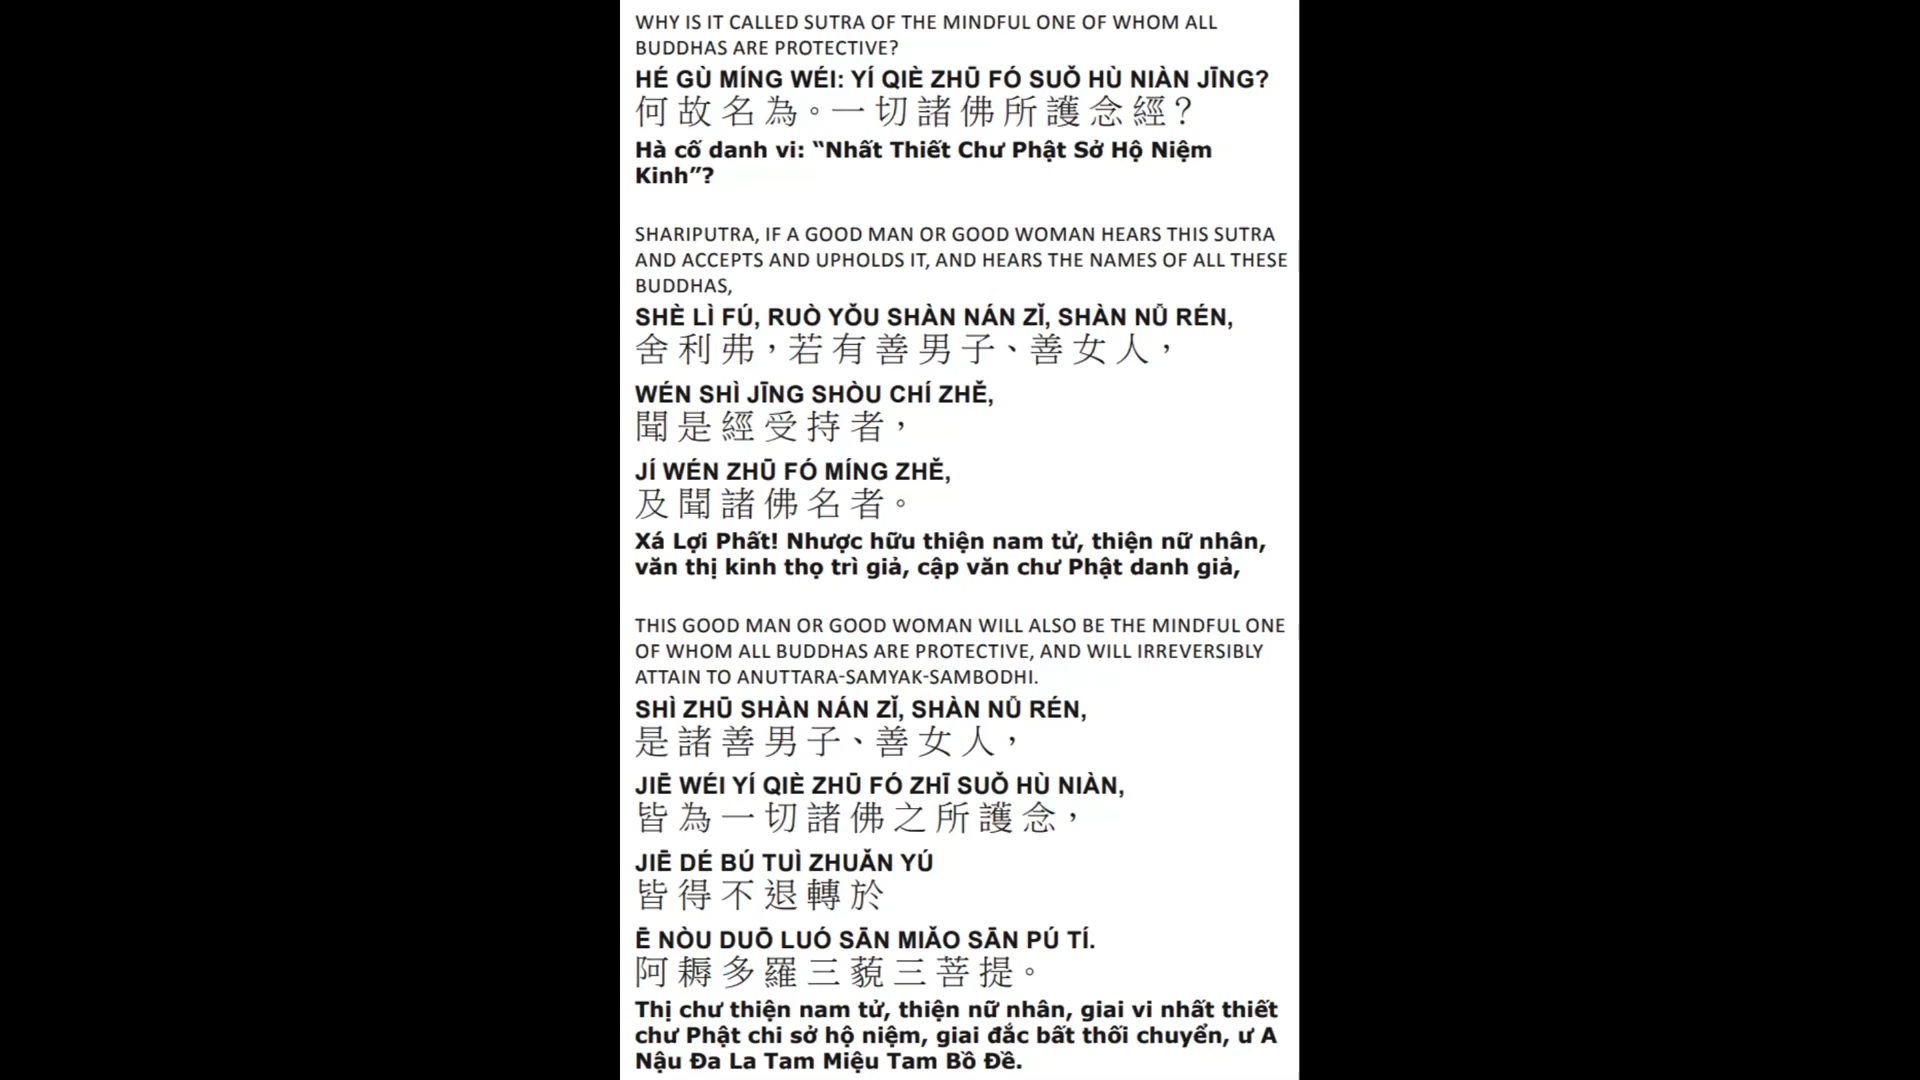 WHY IS IT CALLED SUTRA OF THE MINDFUL ONE OF WHOM ALL
BUDDHAS ARE PROTECTIVE?
HÉ GÙ MÍNG WÉI: YÍ QIÈ ZHŪ FÓ SUǑ HÙ NIÀN JĪNG?
何故名為。一切諸佛所護念經？
Hà cố danh vi: “Nhất Thiết Chư Phật Sở Hộ Niệm
Kinh”?
SHARIPUTRA, IF A GOOD MAN OR GOOD WOMAN HEARS THIS SUTRA
AND ACCEPTS AND UPHOLDS IT, AND HEARS THE NAMES OF ALL THESE
BUDDHAS,
SHÈ LÌ FÚ, RUÒ YǑU SHÀN NÁN ZǏ, SHÀN NǙ RÉN,
舍利弗，若有善男子、善女人，
WÉN SHÌ JĪNG SHÒU CHÍ ZHĚ,
聞是經受持者，
JÍ WÉN ZHŪ FÓ MÍNG ZHĚ,
及聞諸佛名者。
Xá Lợi Phất! Nhược hữu thiện nam tử, thiện nữ nhân,
văn thị kinh thọ trì giả, cập văn chư Phật danh giả,
THIS GOOD MAN OR GOOD WOMAN WILL ALSO BE THE MINDFUL ONE
OF WHOM ALL BUDDHAS ARE PROTECTIVE, AND WILL IRREVERSIBLY
ATTAIN TO ANUTTARA-SAMYAK-SAMBODHI.
SHÌ ZHŪ SHÀN NÁN ZǏ, SHÀN NǙ RÉN,
是諸善男子、善女人，
JIĒ WÉI YÍ QIÈ ZHŪ FÓ ZHĪ SUǑ HÙ NIÀN,
皆為一切諸佛之所護念，
JIĒ DÉ BÚ TUÌ ZHUǍN YÚ
皆得不退轉於
Ē NÒU DUŌ LUÓ SĀN MIǍO SĀN PÚ TÍ.
阿耨多羅三藐三菩提。
Thị chư thiện nam tử, thiện nữ nhân, giai vi nhất thiết
chư Phật chi sở hộ niệm, giai đắc bất thối chuyển, ư A
Nậu Đa La Tam Miệu Tam Bồ Đề.